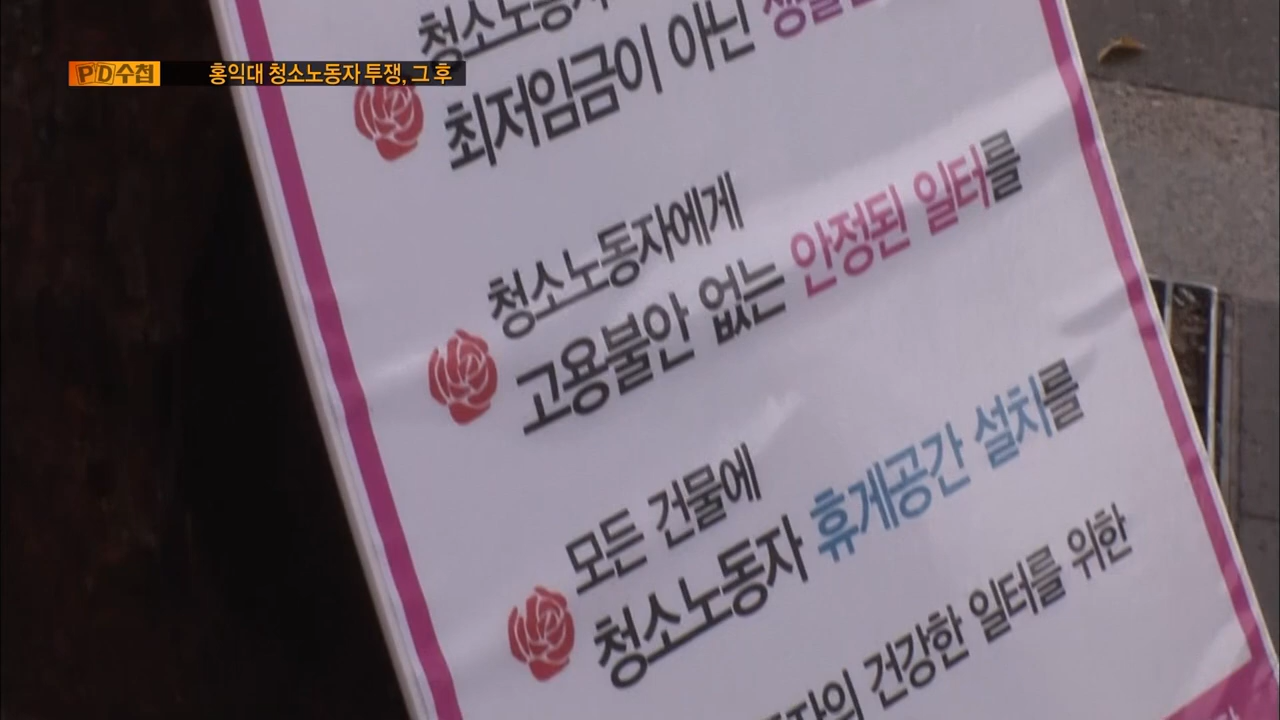 PD수첩 홍익대 청소노동자 투쟁, 그 후
청소노동자
최저임금이 아닌
청소노동자에게
고용불안 없는 안정된 일터를
모든 건물에
청소노동자 휴게공간 설치를
건강한 일터를 위한